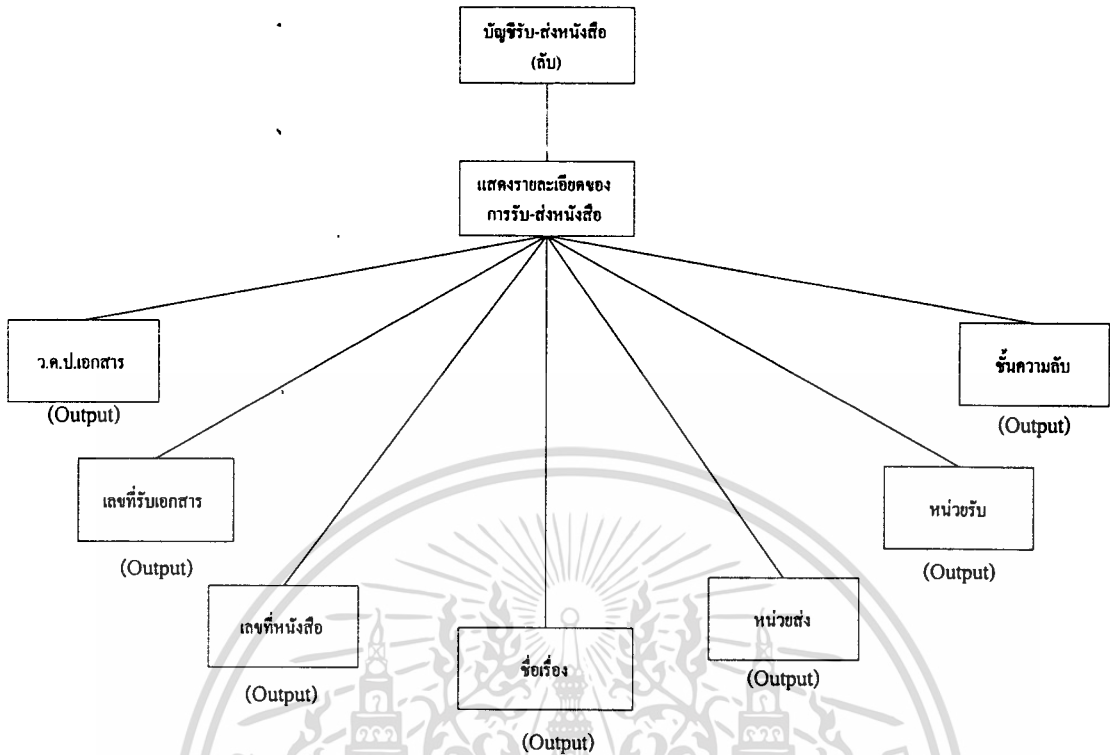 บัญชีรับ-ส่งหนังสือ
(ลับ)
แสดงรายละเอียดของ
การรับ-ส่งหนังสือ
ว.ด.ป.เอกสาร
(Output)
ชั้นความลับ
(Output)
เลขที่รับเอกสาร
(Output)
หน่วยรับ
(Output)
เลขที่หนังสือ
(Output)
หน่วยส่ง
(Output)
ชื่อเรื่อง
(Output)